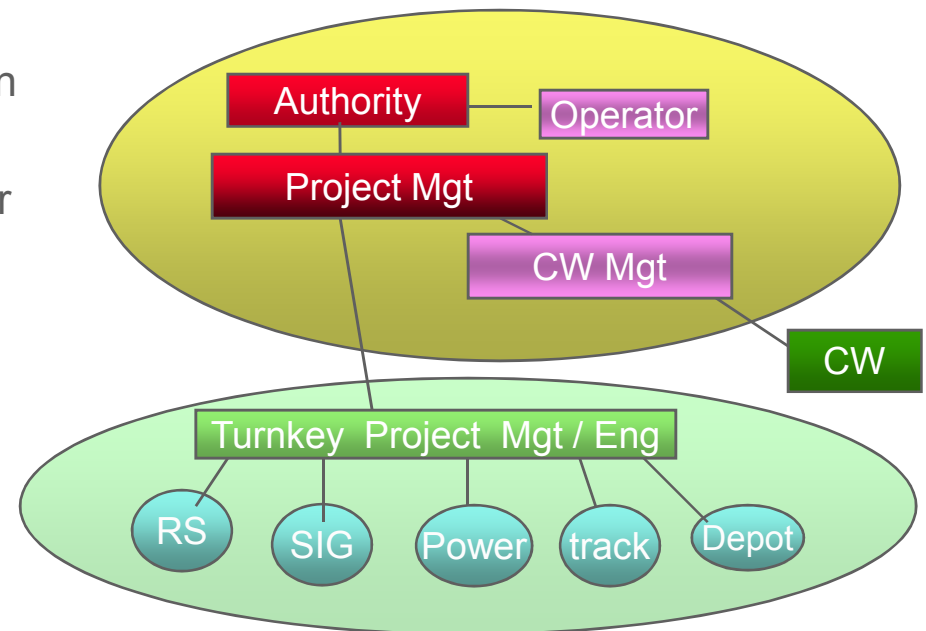 n
Authority
Operator
r
Project Mgt
CW Mgt
CW
Turnkey Project Mgt / Eng
RS
SIG
Power
track
Depot